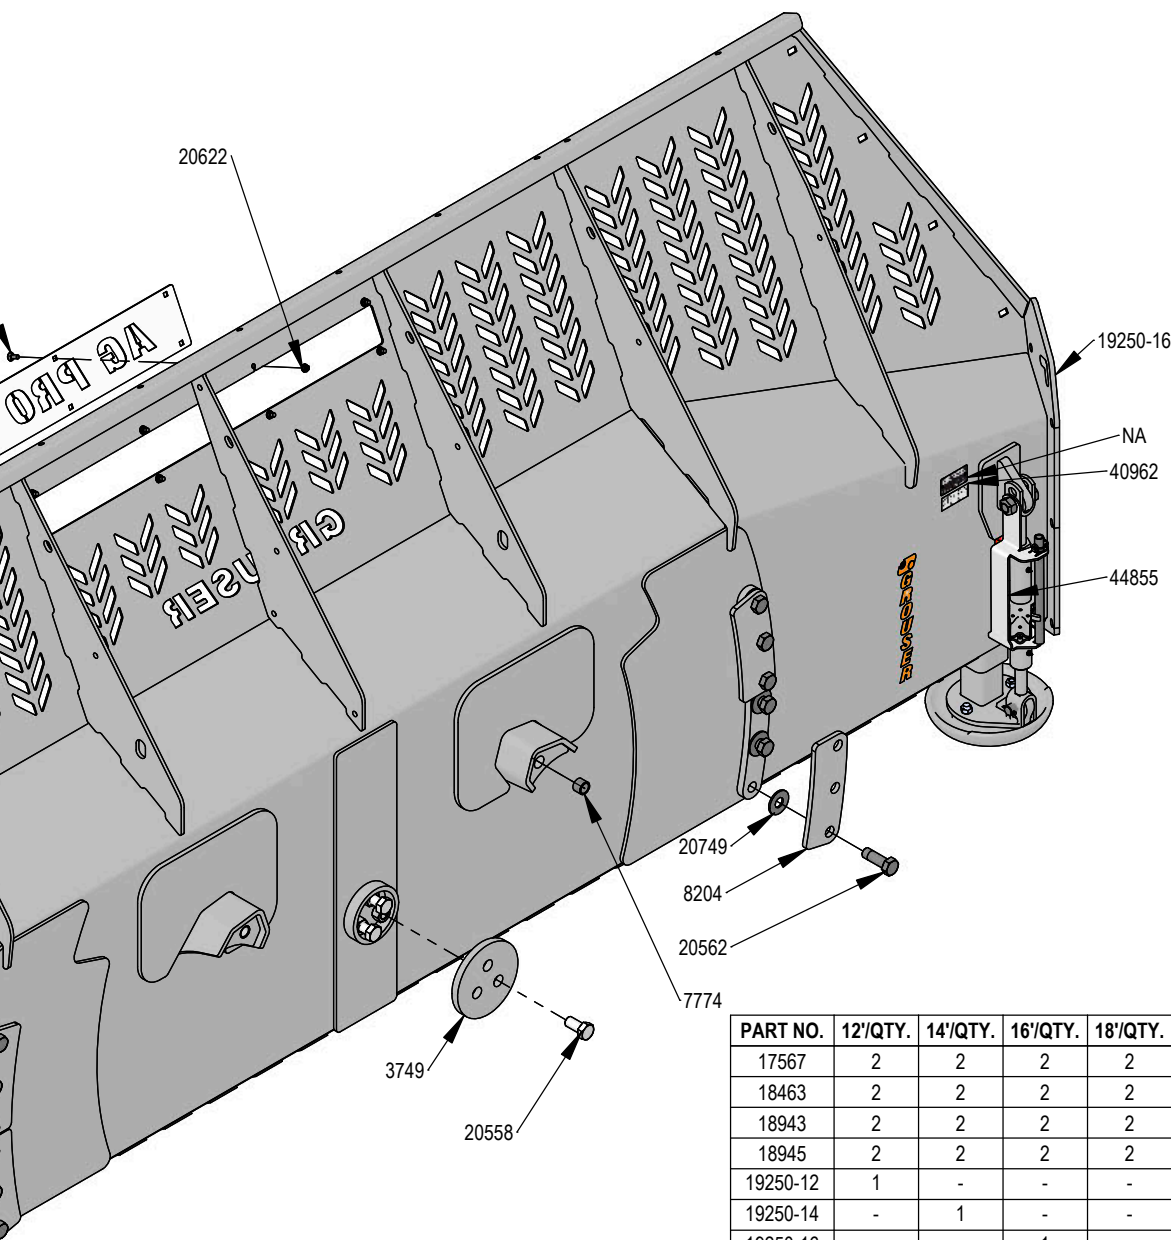 20622
AG PRO
19250-16
NA
40962
GROUSER
44855
20749
8204
20562
7774
3749
20558
PART NO. 12'/QTY. 14'/QTY. 16'/QTY. 18'/QTY.
17567 2 2 2 2
18463 2 2 2 2
18943 2 2 2 2
18945 2 2 2 2
19250-12 1 - - -
19250-14 - 1 - -